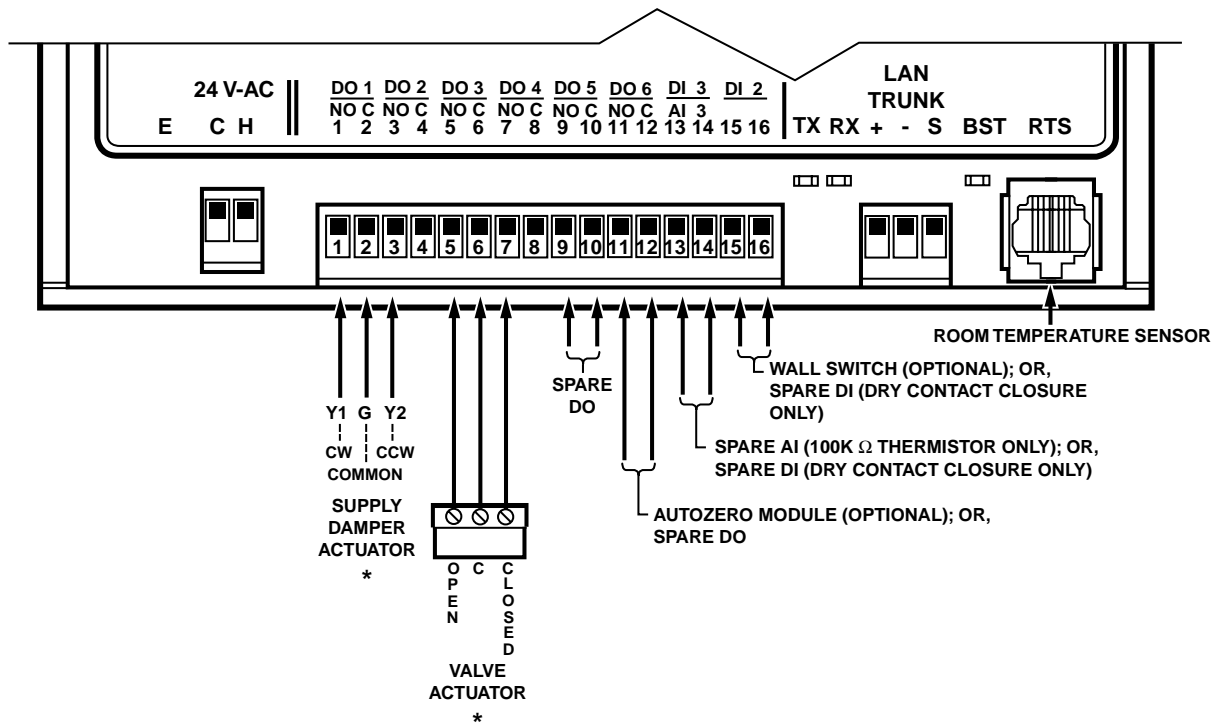 LAN
24 V-AC DO 1 DO 2 DO 3 DO 4 DO 5 DO 6 DI 3 DI 2 TRUNK
NO C NO C NO C NO C NO C NO C AI 3
E C H 1 2 3 4 5 6 7 8 9 10 11 12 13 14 15 16 TX RX + - S BST RTS
1 2 3 4 5 6 7 8 9 10 11 12 13 14 15 16
ROOM TEMPERATURE SENSOR
WALL SWITCH (OPTIONAL); OR,
SPARE DI (DRY CONTACT CLOSURE
ONLY)
SPARE
DO
Y1 G Y2
CW CCW
COMMON
SPARE AI (100K Ω THERMISTOR ONLY); OR,
SPARE DI (DRY CONTACT CLOSURE ONLY)
SUPPLY
DAMPER
ACTUATOR
*
AUTOZERO MODULE (OPTIONAL); OR,
SPARE DO
OPEN
C
CLOSED
VALVE
ACTUATOR
*